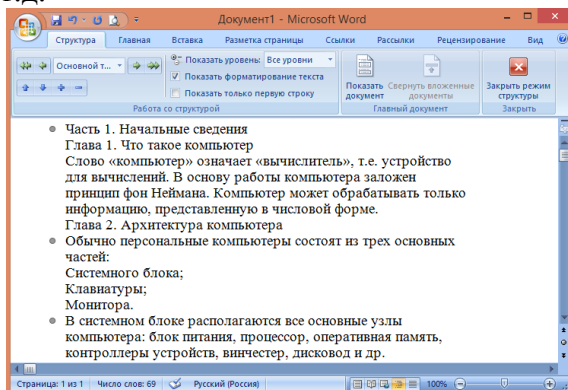 т.д.
Документ1 - Microsoft Word
Структура Главная Вставка Разметка страницы Ссылки Рассылки Рецензирование Вид
Основной т...
Показать уровень: Все уровни
Показать форматирование текста
Показать только первую строку
Показать документ
Свернуть вложенные документы
Закрыть режим структуры
Работа со структурой Главный документ Закрыть
Часть 1. Начальные сведения
Глава 1. Что такое компьютер
Слово «компьютер» означает «вычислитель», т.е. устройство
для вычислений. В основу работы компьютера заложен
принцип фон Неймана. Компьютер может обрабатывать только
информацию, представленную в числовой форме.
Глава 2. Архитектура компьютера
Обычно персональные компьютеры состоят из трех основных
частей:
Системного блока;
Клавиатуры;
Монитора.
В системном блоке располагаются все основные узлы
компьютера: блок питания, процессор, оперативная память,
контроллеры устройств, винчестер, дисковод и др.
Страница: 1 из 1 Число слов: 69 Русский (Россия) 100%